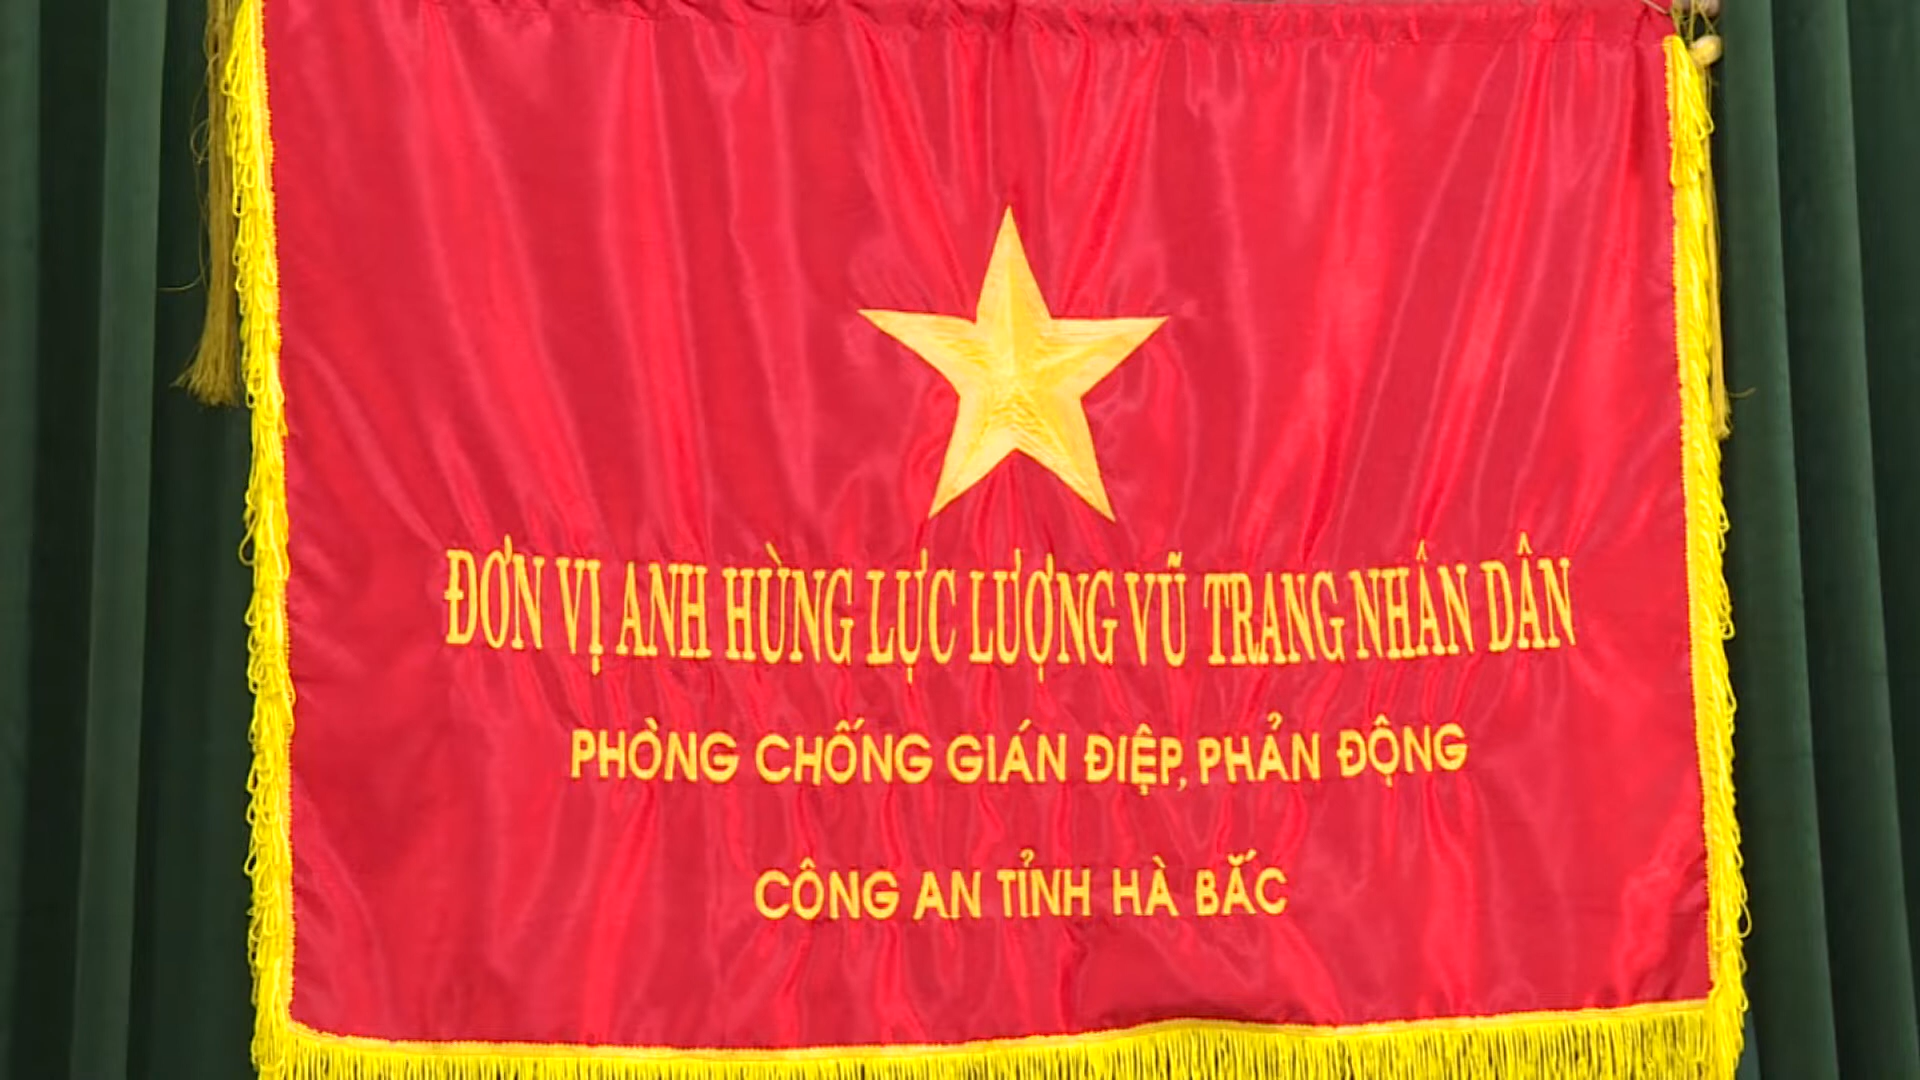 ĐƠN VỊ ANH HÙNG LỰC LƯỢNG VŨ TRANG NHÂN DÂN
PHÒNG CHỐNG GIÁN ĐIỆP, PHẢN ĐỘNG
CÔNG AN TỈNH HÀ BẮC